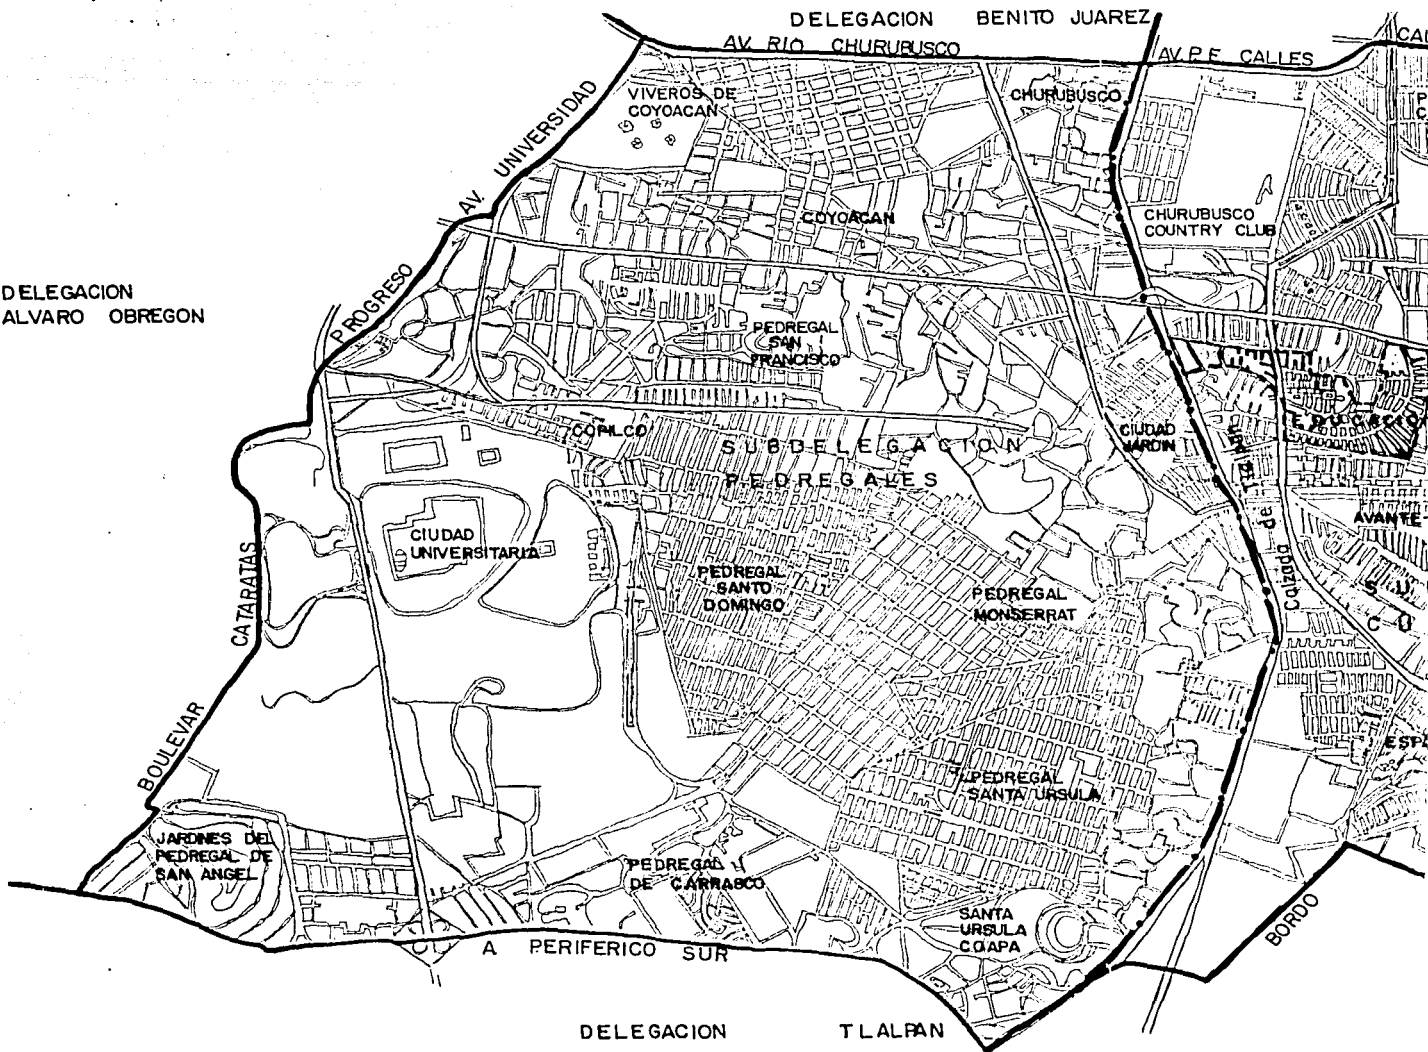 DELEGACION BENITO JUAREZ
AV. RIO CHURUBUSCO
AV. P. E. CALLES
VIVEROS DE
COYOACAN
CHURUBUSCO
AV. UNIVERSIDAD
COYOACAN
CHURUBUSCO
COUNTRY CLUB
DELEGACION
ALVARO OBREGON
PROGRESO
PEDREGAL
SAN
FRANCISCO
COPILCO
SUBDELEGACION
PEDREGALES
CIUDAD
JARDIN
CIUDAD
UNIVERSITARIA
AVANTE
Calzada de
CATARATAS
PEDREGAL
SANTO
DOMINGO
PEDREGAL
MONSERRAT
S U
C U
BOULEVAR
PEDREGAL
SANTA URSULA
JARDINES DEL
PEDREGAL DE
SAN ANGEL
PEDREGAL
DE CARRASCO
SANTA
URSULA
COAPA
BORDO
A PERIFERICO SUR
DELEGACION TLALPAN